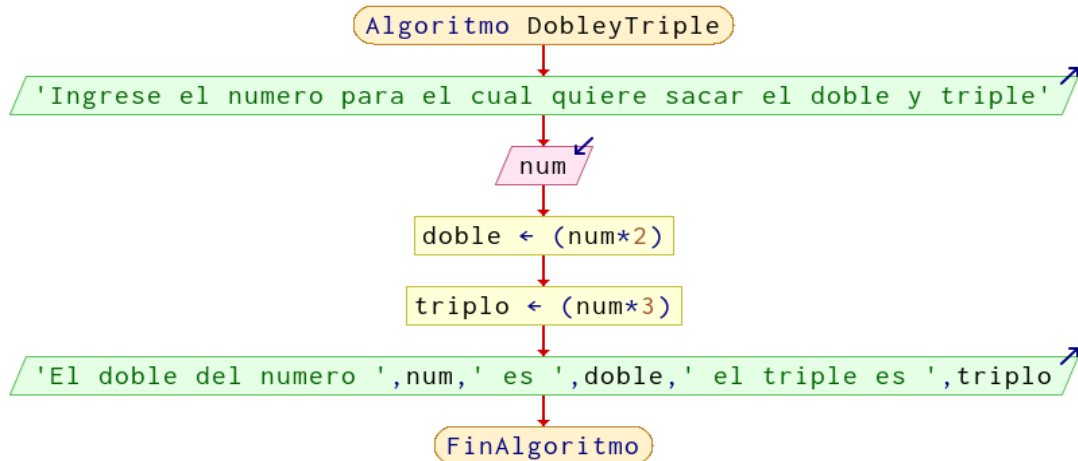 Algoritmo DobleyTriple
'Ingrese el numero para el cual quiere sacar el doble y triple'
num
doble ← (num*2)
triplo ← (num*3)
'El doble del numero ',num,' es ',doble,' el triple es ',triplo
FinAlgoritmo